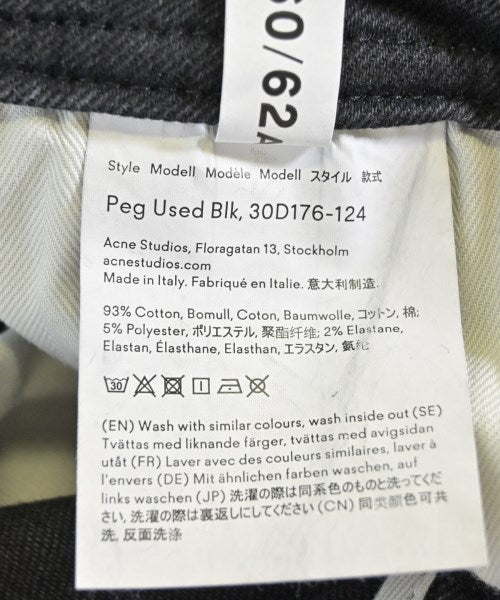 60/62A
Style Modell Modèle Modell スタイル 款式
Peg Used Blk, 30D176-124
Acne Studios, Floragatan 13, Stockholm
acnestudios.com
Made in Italy. Fabriqué en Italie. 意大利制造.
93% Cotton, Bomull, Coton, Baumwolle, コットン, 棉;
5% Polyester, ポリエステル, 聚酯纤维; 2% Elastane,
Elastan, Élasthane, Elasthan, エラスタン, 氨纶
30
(EN) Wash with similar colours, wash inside out (SE)
Tvättas med liknande färger, tvättas med avigsidan
utåt (FR) Laver avec des couleurs similaires, laver à
l'envers (DE) Mit ähnlichen farben waschen, auf
links waschen (JP) 洗濯の際は同系色のものと洗ってくだ
さい, 洗濯の際は裏返しにしてください (CN) 同类颜色可共
洗, 反面洗涤